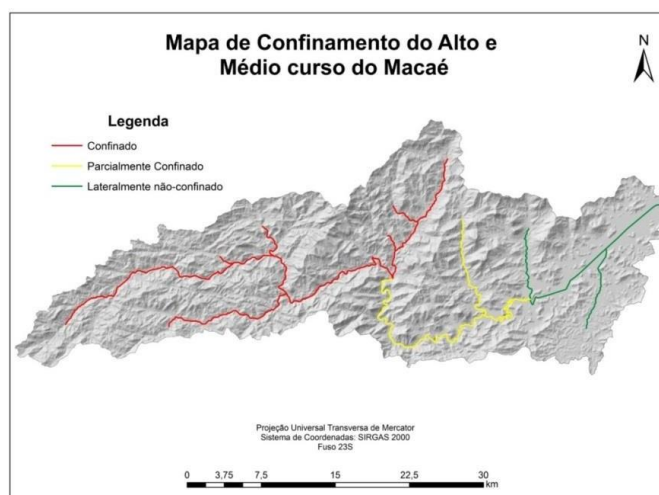 Mapa de Confinamento do Alto e
Médio curso do Macaé
N
Legenda
Confinado
Parcialmente Confinado
Lateralmente não-confinado
Projeção Universal Transversa de Mercator
Sistema de Coordenadas: SIRGAS 2000
Fuso 23S
0 3,75 7,5 15 22,5 30
km